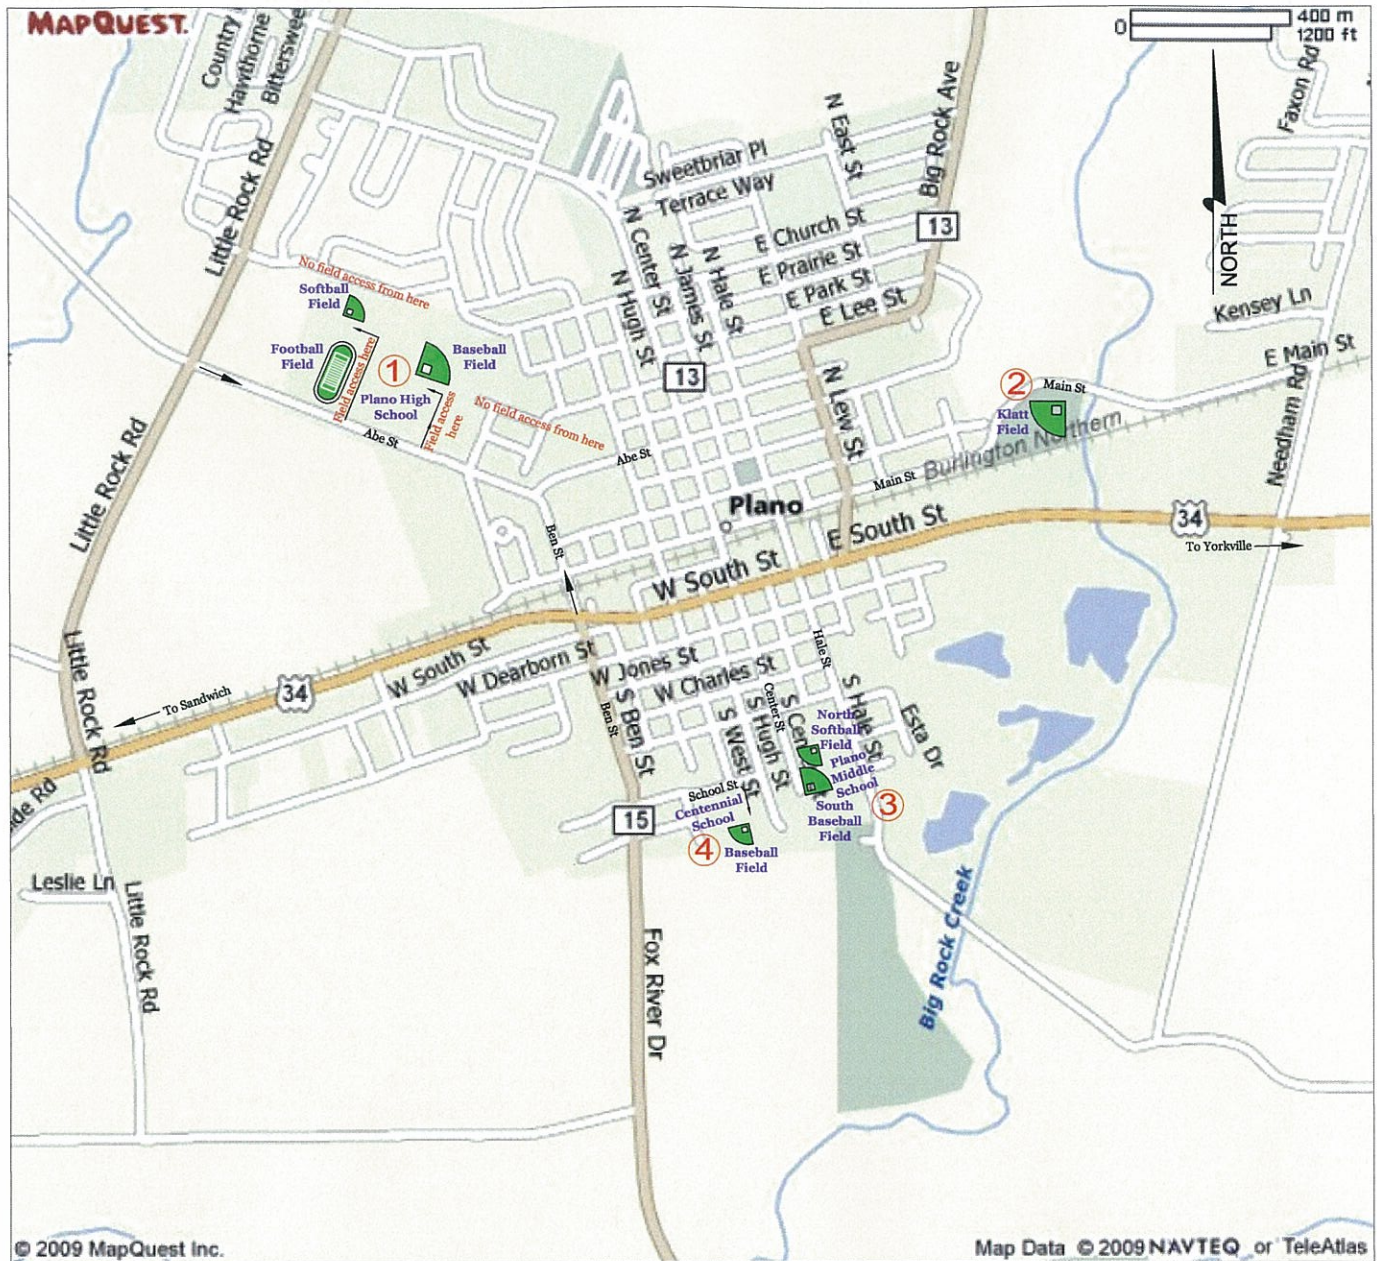 MAPQUEST.
0
400 m
1200 ft
NORTH
Country
Hawthorne
Bitterswee
Little Rock Rd
Sweetbriar Pl
Terrace Way
N East St
Big Rock Ave
Faxon Rd
13
E Church St
E Prairie St
E Park St
E Lee St
N Center St
N James St
N Hale St
N Hugh St
13
No field access from here
Softball
Field
Football
Field
Field access here
1
Baseball
Field
Plano High
School
Field access
here
No field access from here
Abe St
Abe St
N Lew St
2
Main St
Klatt
Field
Burlington Northern
Main St
Kensey Ln
E Main St
Needham Rd
Little Rock Rd
Plano
E South St
34
To Yorkville
Ben St
W South St
Little Rock Rd
W South St
W Dearborn St
W Jones St
W Charles St
34
To Sandwich
Ben St
S Ben St
Hale St
S Hale St
Esta Dr
Center St
S Hugh St
S West St
S Cen
North
Softball
Field
Plano
Middle
School
3
South
Baseball
Field
School St
Centennial
School
4
Baseball
Field
15
ide Rd
Leslie Ln
Little Rock Rd
Fox River Dr
Big Rock Creek
© 2009 MapQuest Inc.
Map Data © 2009 NAVTEQ or TeleAtlas